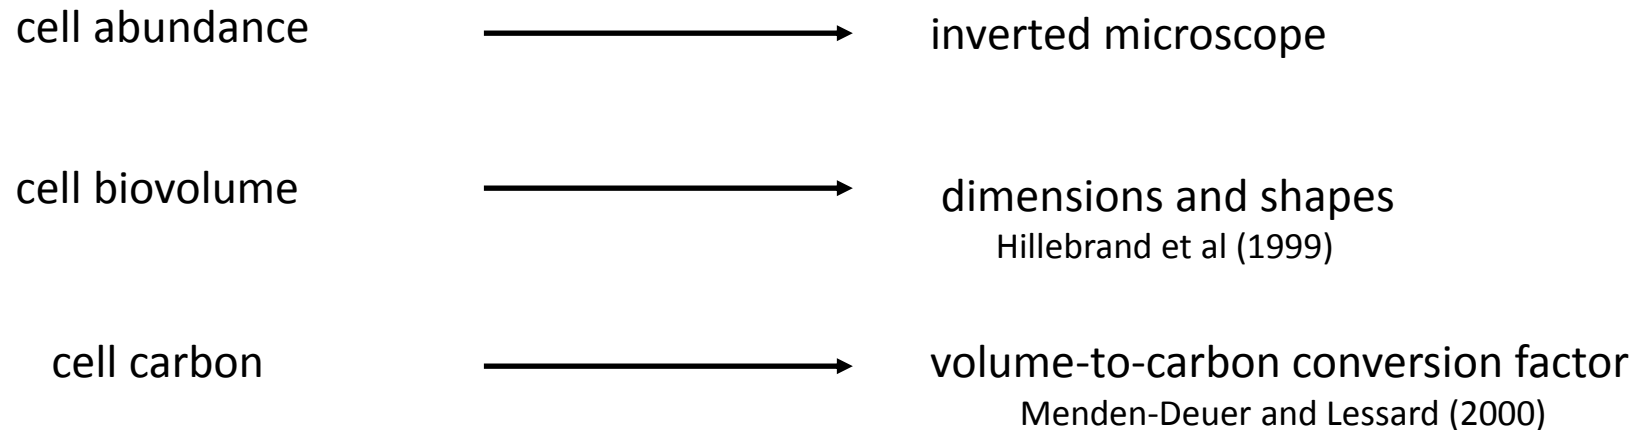 cell abundance
inverted microscope
cell biovolume
dimensions and shapes
Hillebrand et al (1999)
cell carbon
volume-to-carbon conversion factor
Menden-Deuer and Lessard (2000)